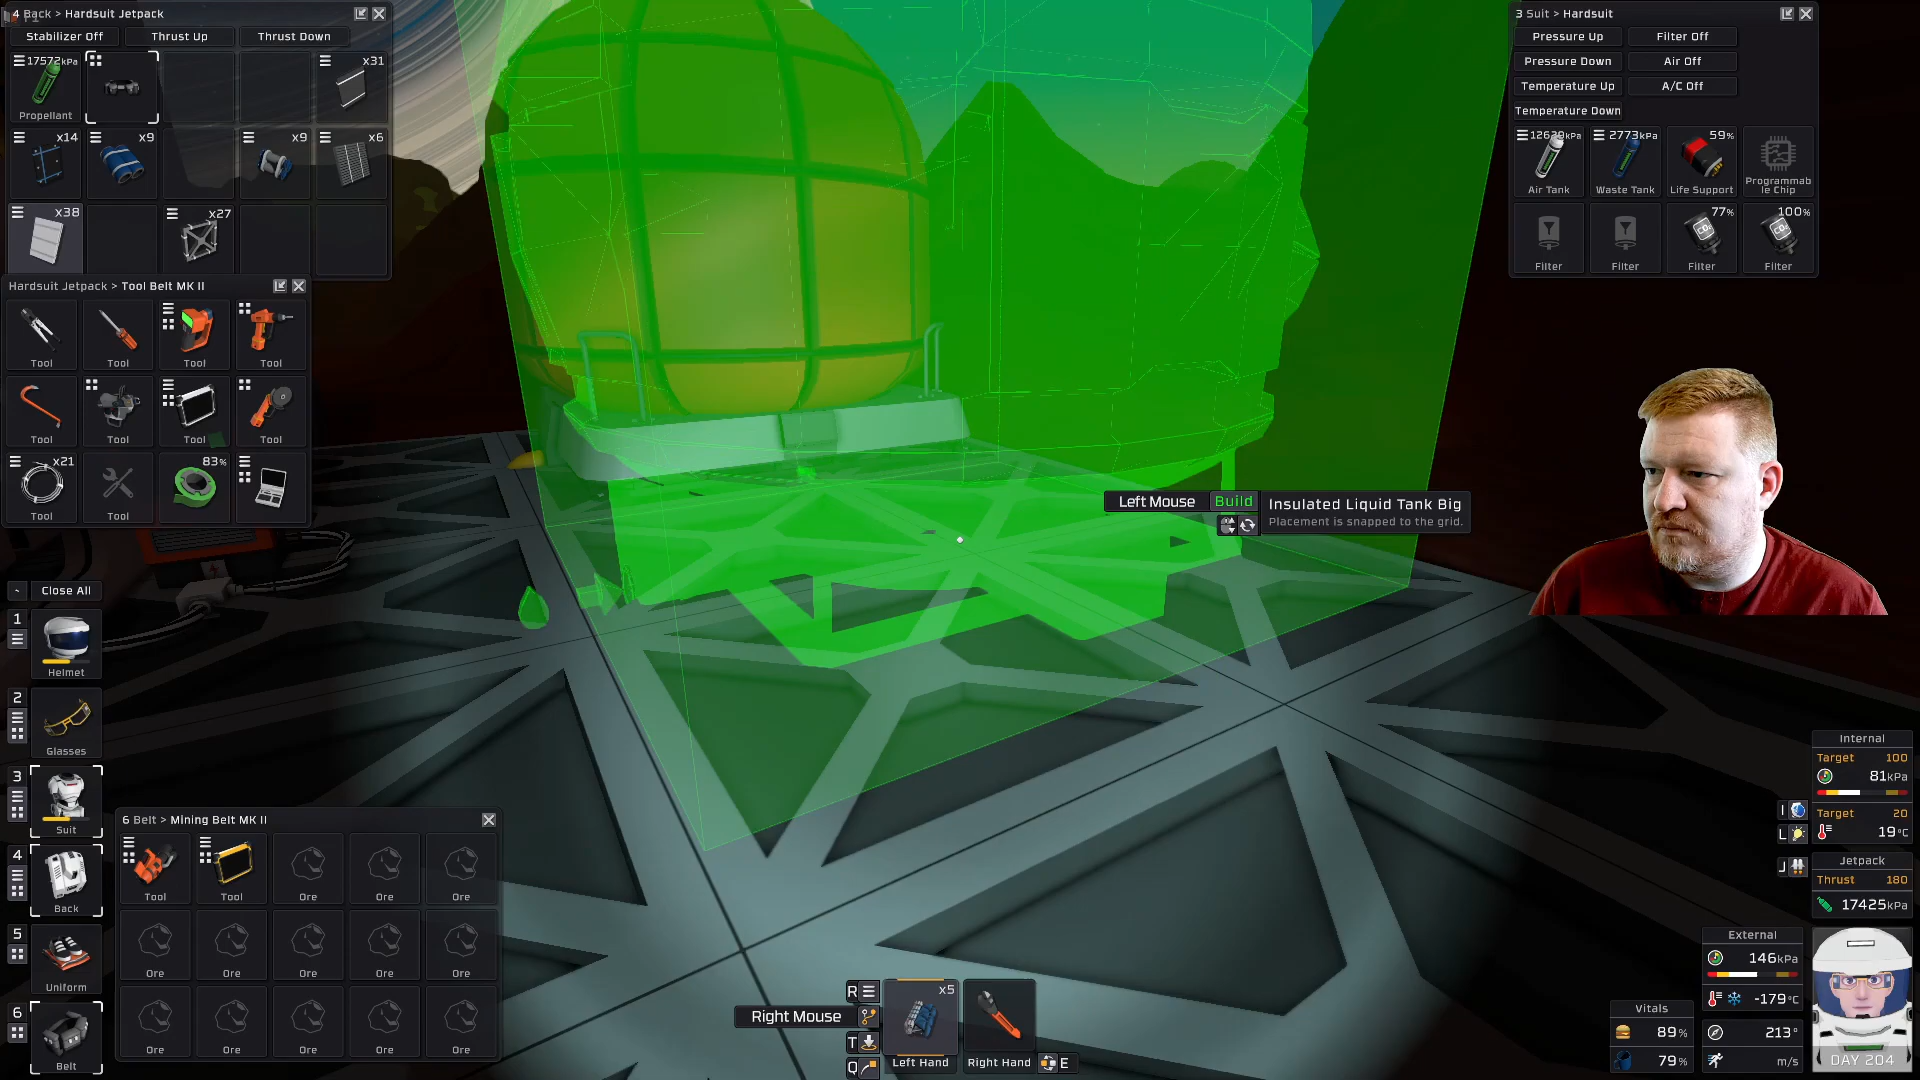 4 Back > Hardsuit Jetpack
Stabilizer Off
Thrust Up
Thrust Down
17572kPa
x31
Propellant
x14
x9
x9
x6
x38
x27
Hardsuit Jetpack > Tool Belt MK II
Tool
Tool
Tool
Tool
Tool
Tool
Tool
Tool
x21
83%
Tool
Tool
~
Close All
1
Helmet
2
Glasses
3
Suit
4
Back
5
Uniform
6
Belt
6 Belt > Mining Belt MK II
Tool
Tool
Ore
Ore
Ore
Ore
Ore
Ore
Ore
Ore
Ore
Ore
Ore
Ore
Ore
Left Mouse
Build
Insulated Liquid Tank Big
Placement is snapped to the grid.
R
x5
Right Mouse
T
Q
Left Hand
Right Hand
E
3 Suit > Hardsuit
Pressure Up
Filter Off
Pressure Down
Air Off
Temperature Up
A/C Off
Temperature Down
2773kPa
59%
Air Tank
Waste Tank
Life Support
Programmab
le Chip
77%
100%
Filter
Filter
Filter
Filter
Internal
Target 100
81kPa
I
Target 20
L
19°C
Jetpack
J
Thrust 180
17425kPa
External
146kPa
-179°C
Vitals
89%
213°
79%
m/s
DAY 204